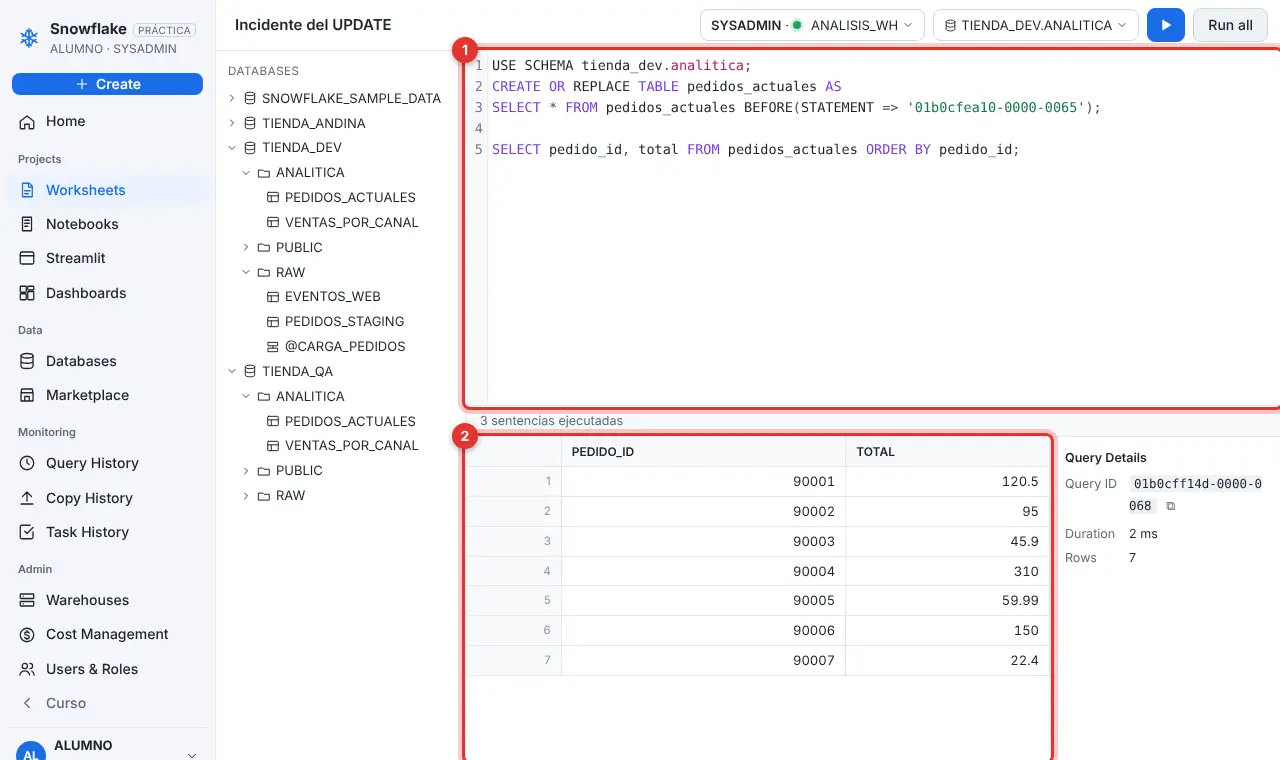 Snowflake PRÁCTICA
ALUMNO · SYSADMIN
+ Create
Home
Projects
Worksheets
Notebooks
Streamlit
Dashboards
Data
Databases
Marketplace
Monitoring
Query History
Copy History
Task History
Admin
Warehouses
Cost Management
Users & Roles
Curso
AL
ALUMNO
Incidente del UPDATE
SYSADMIN · ANALISIS_WH
TIENDA_DEV.ANALITICA
Run all
DATABASES
SNOWFLAKE_SAMPLE_DATA
TIENDA_ANDINA
TIENDA_DEV
ANALITICA
PEDIDOS_ACTUALES
VENTAS_POR_CANAL
PUBLIC
RAW
EVENTOS_WEB
PEDIDOS_STAGING
@CARGA_PEDIDOS
TIENDA_QA
ANALITICA
PEDIDOS_ACTUALES
VENTAS_POR_CANAL
PUBLIC
RAW
1
1 USE SCHEMA tienda_dev.analitica;
2 CREATE OR REPLACE TABLE pedidos_actuales AS
3 SELECT * FROM pedidos_actuales BEFORE(STATEMENT => '01b0cfea10-0000-0065');
4
5 SELECT pedido_id, total FROM pedidos_actuales ORDER BY pedido_id;
3 sentencias ejecutadas
2
PEDIDO_ID TOTAL
1 90001 120.5
2 90002 95
3 90003 45.9
4 90004 310
5 90005 59.99
6 90006 150
7 90007 22.4
Query Details
Query ID 01b0cff14d-0000-0
068
Duration 2 ms
Rows 7